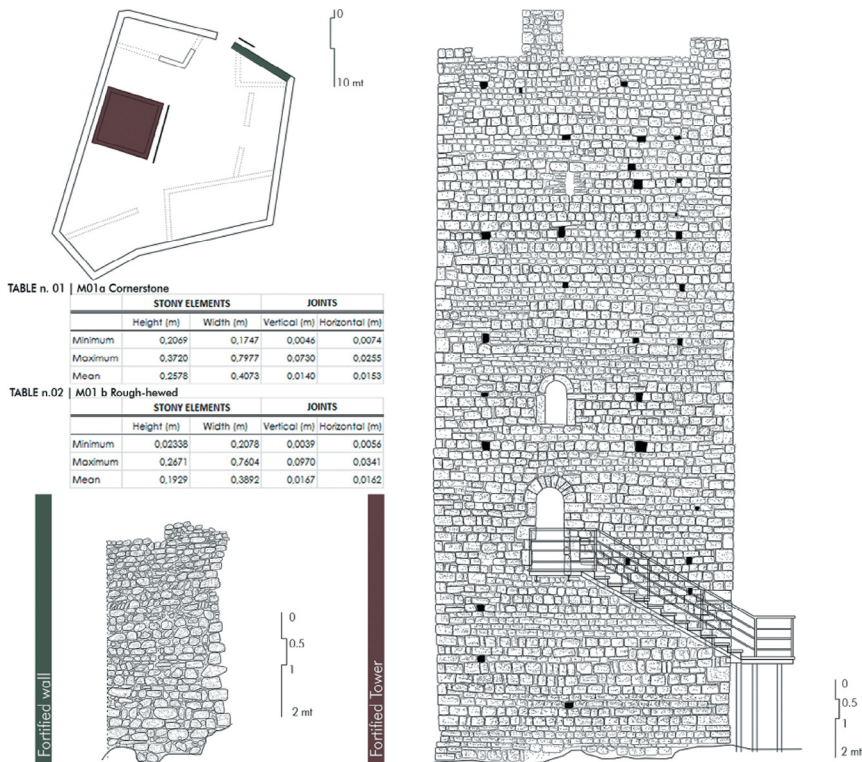 0
10 mt
TABLE n. 01 | M01a Cornerstone
STONY ELEMENTS JOINTS
Height (m) Width (m) Vertical (m) Horizontal (m)
Minimum 0,2069 0,1747 0,0046 0,0074
Maximum 0,3720 0,7977 0,0730 0,0255
Mean 0,2578 0,4073 0,0140 0,0153
TABLE n.02 | M01 b Rough-hewed
STONY ELEMENTS JOINTS
Height (m) Width (m) Vertical (m) Horizontal (m)
Minimum 0,02338 0,2078 0,0039 0,0056
Maximum 0,2671 0,7604 0,0970 0,0341
Mean 0,1929 0,3892 0,0167 0,0162
Fortified wall
0
0.5
1
2 mt
Fortified Tower
0
0.5
1
2 mt